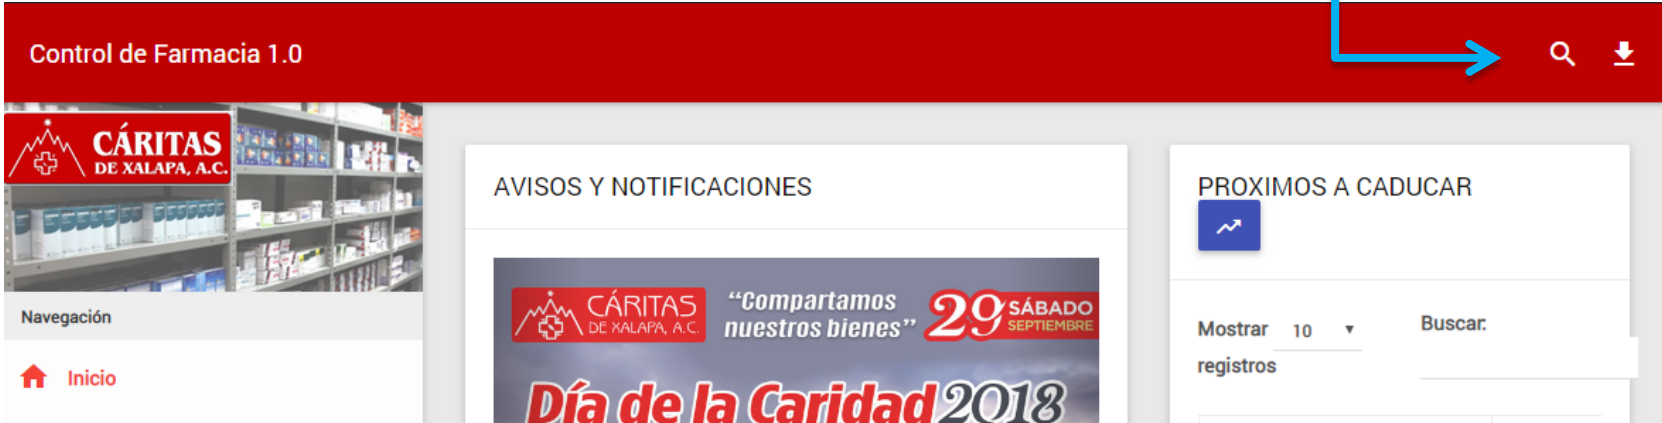 Control de Farmacia 1.0
CÁRITAS
DE XALAPA, A.C.
Navegación
Inicio
AVISOS Y NOTIFICACIONES
CÁRITAS
DE XALAPA, A.C.
“Compartamos
nuestros bienes”
29 SÁBADO
SEPTIEMBRE
Día de la Caridad 2018
PROXIMOS A CADUCAR
Mostrar 10
registros
Buscar: